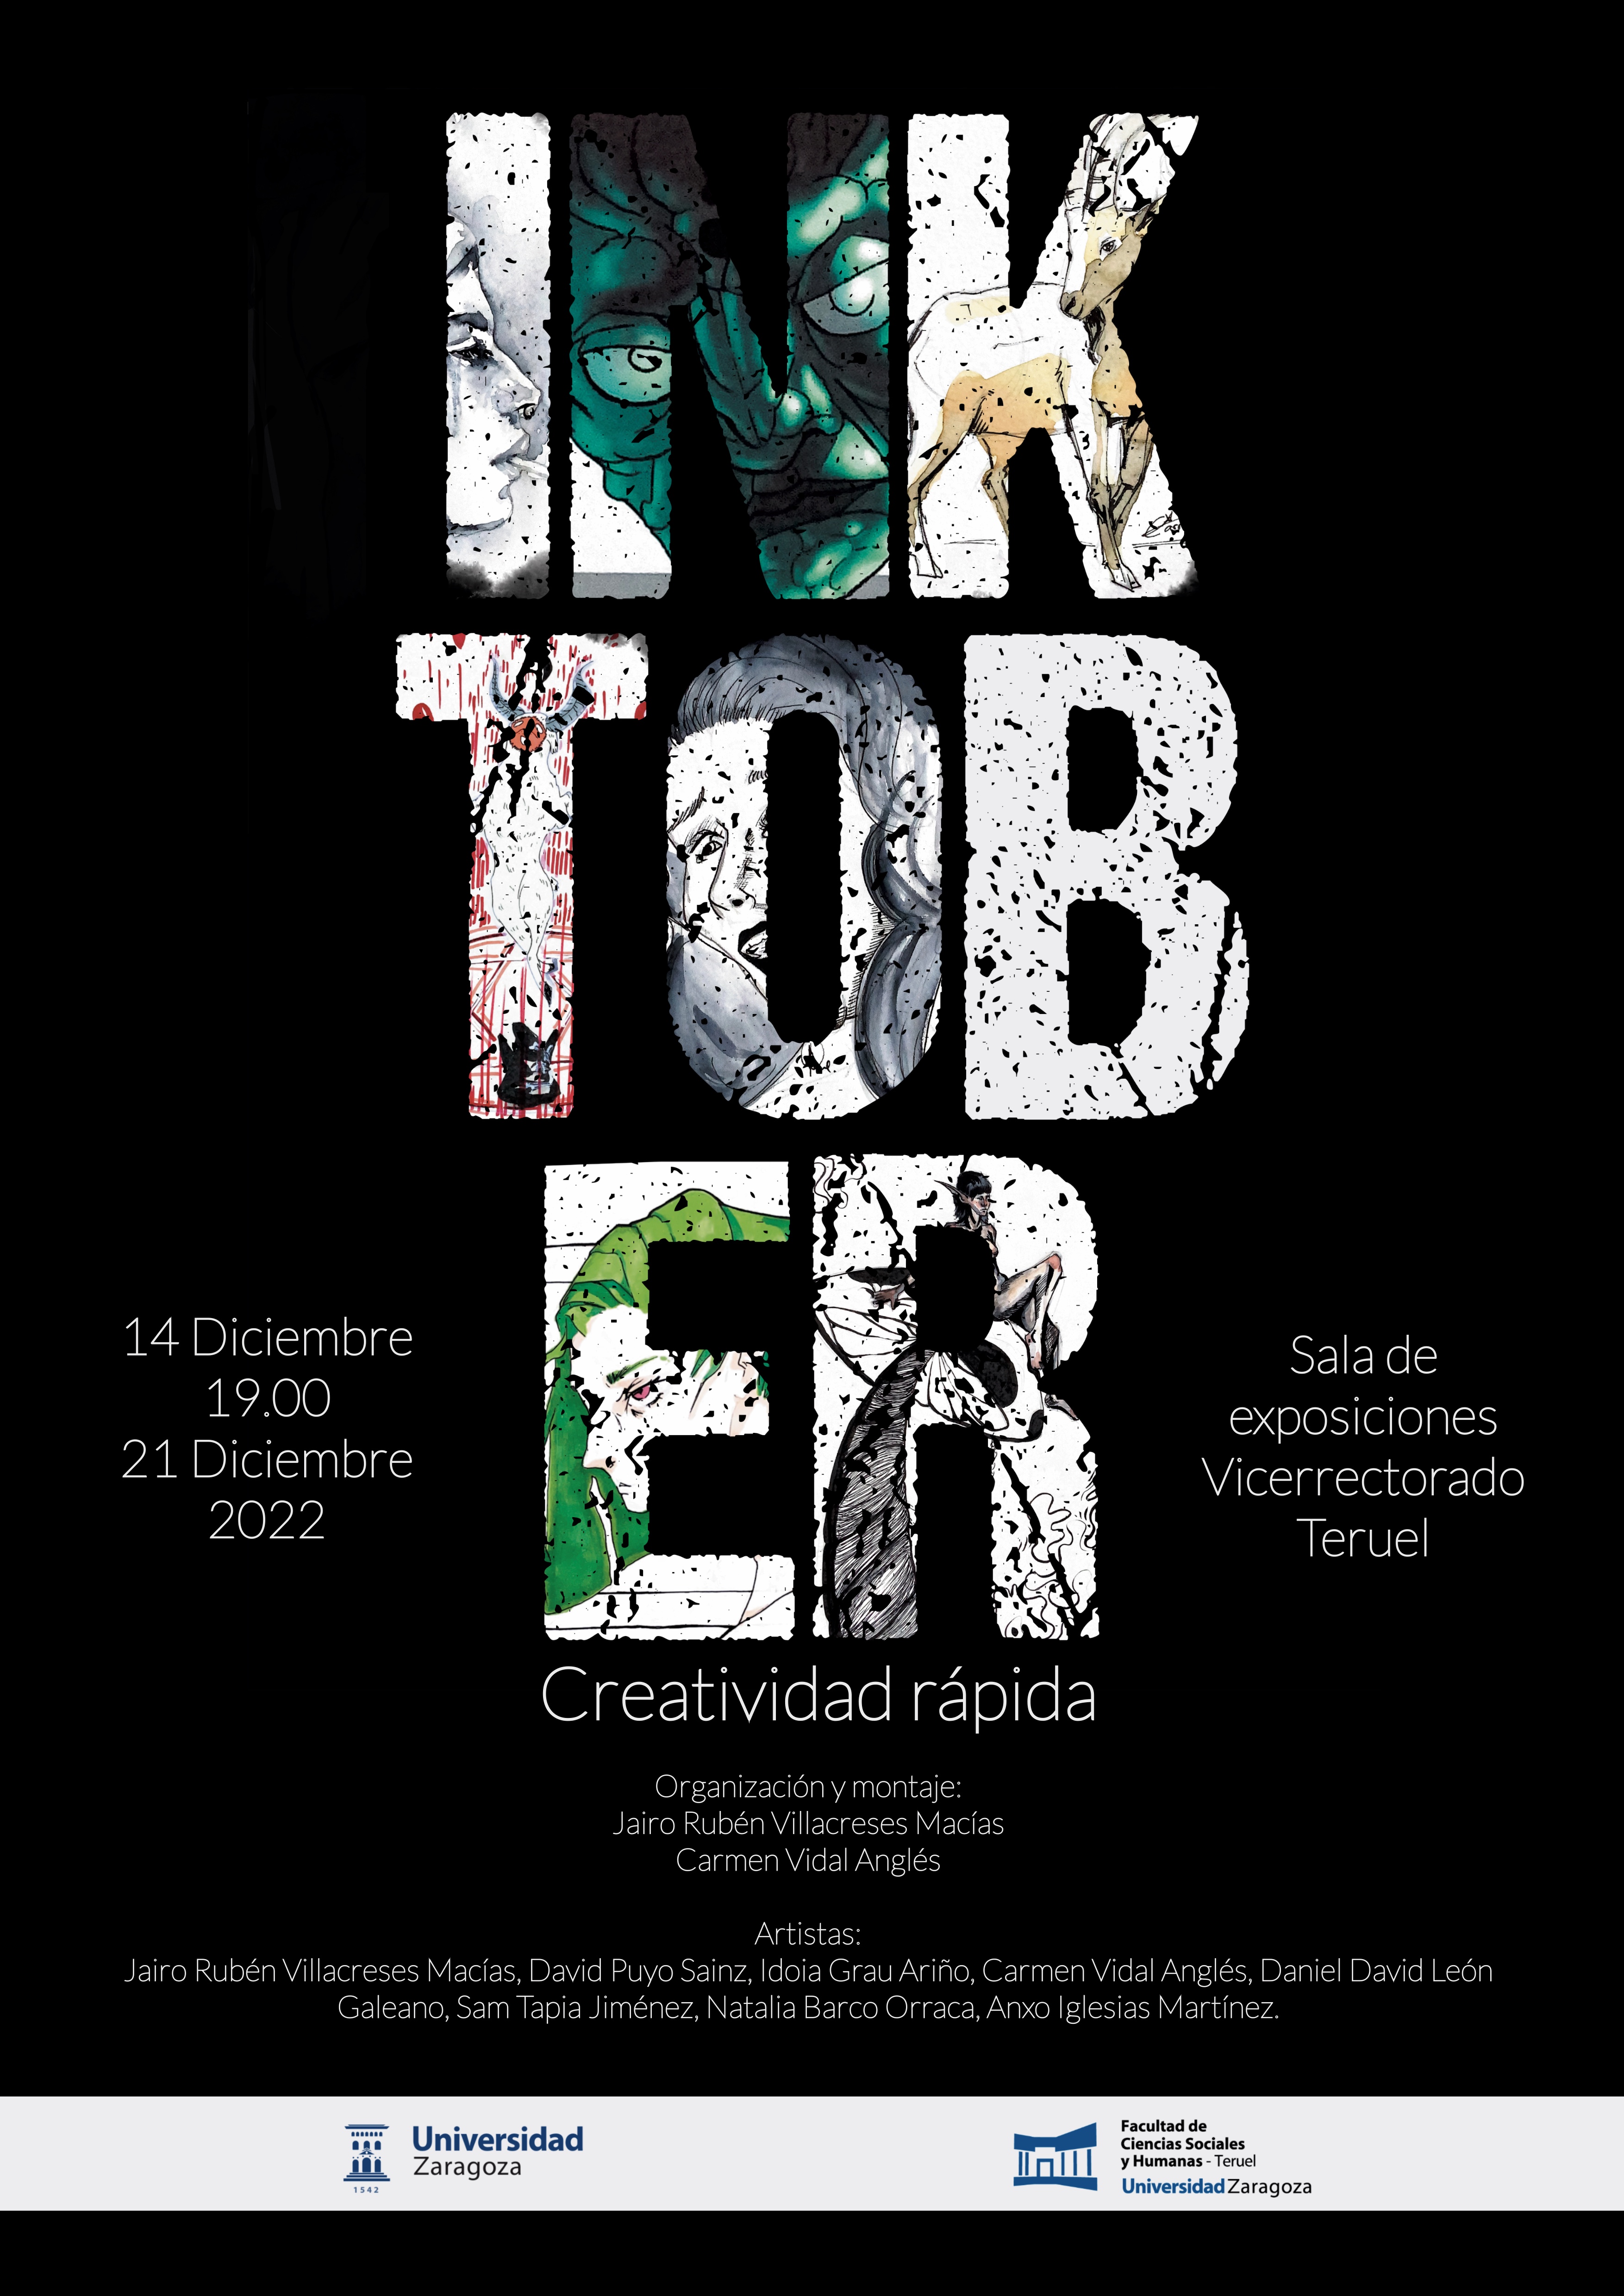 INK
TOB
ER
14 Diciembre
19.00
21 Diciembre
2022
Sala de
exposiciones
Vicerrectorado
Teruel
Creatividad rápida
Organización y montaje:
Jairo Rubén Villacreses Macías
Carmen Vidal Anglés
Artistas:
Jairo Rubén Villacreses Macías, David Puyo Sainz, Idoia Grau Ariño, Carmen Vidal Anglés, Daniel David León
Galeano, Sam Tapia Jiménez, Natalia Barco Orraca, Anxo Iglesias Martínez.
Universidad
Zaragoza
1542
Facultad de
Ciencias Sociales
y Humanas - Teruel
Universidad Zaragoza